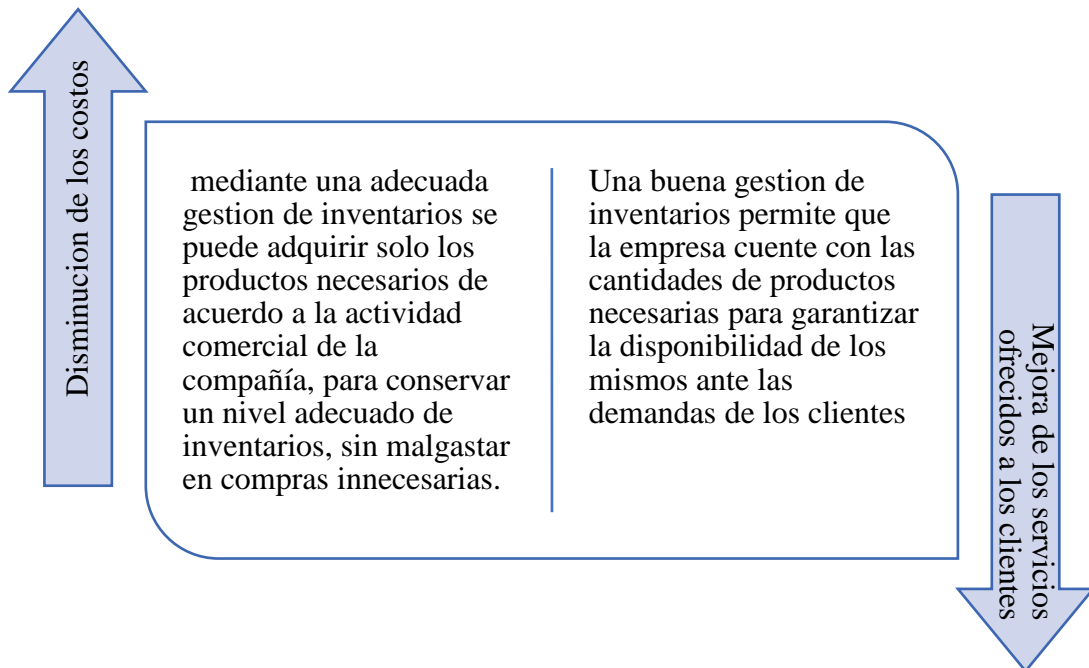 Disminucion de los costos
mediante una adecuada
gestion de inventarios se
puede adquirir solo los
productos necesarios de
acuerdo a la actividad
comercial de la
compañía, para conservar
un nivel adecuado de
inventarios, sin malgastar
en compras innecesarias.
Una buena gestion de
inventarios permite que
la empresa cuente con las
cantidades de productos
necesarias para garantizar
la disponibilidad de los
mismos ante las
demandas de los clientes
Mejora de los servicios
ofrecidos a los clientes